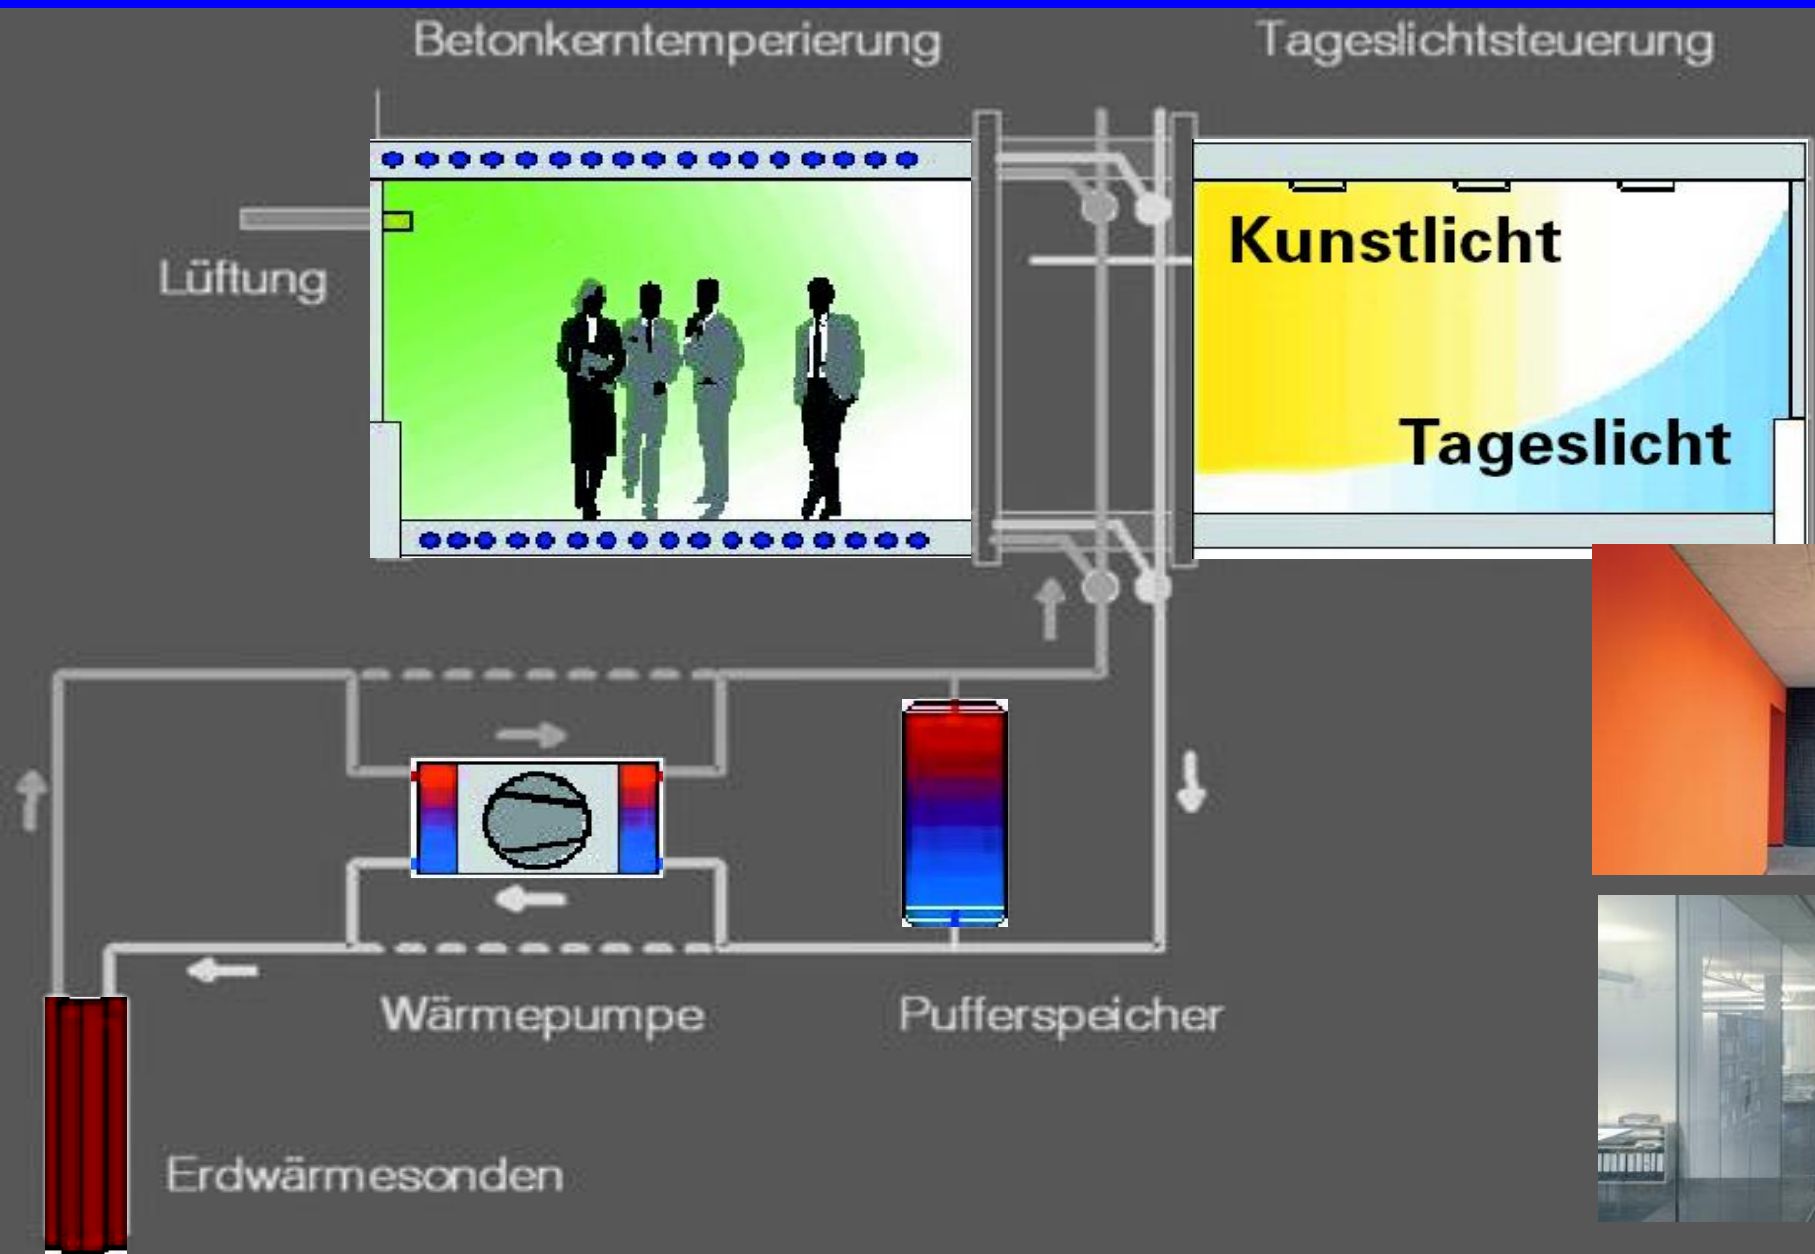 Betonkerntemperierung
Tageslichtsteuerung
Lüftung
Kunstlicht
Tageslicht
Wärmepumpe
Pufferspeicher
Erdwärmesonden